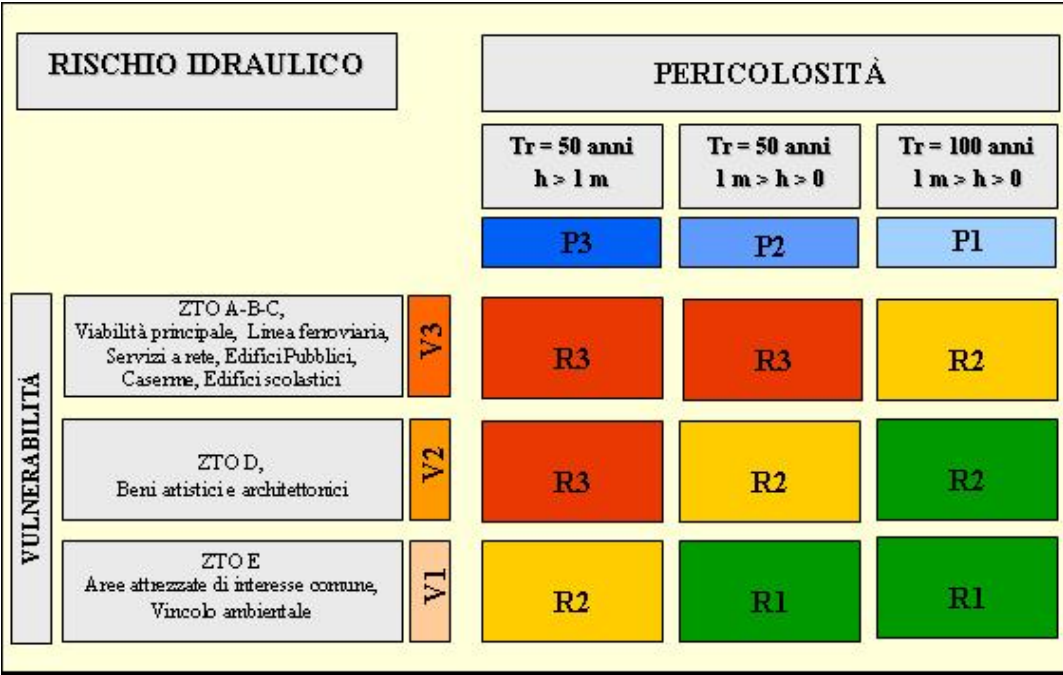 RISCHIO IDRAULICO
PERICOLOSITÀ
Tr = 50 anni
h > 1 m
Tr = 50 anni
1 m > h > 0
Tr = 100 anni
1 m > h > 0
P3
P2
P1
VULNERABILITÀ
ZTO A-B-C,
Viabilità principale, Linea ferroviaria,
Servizi a rete, Edifici Pubblici,
Caserme, Edifici scolastici
V3
R3
R3
R2
ZTO D,
Beni artistici e architettonici
V2
R3
R2
R2
ZTO E
Aree attrezzate di interesse comune,
Vincolo ambientale
V1
R2
R1
R1